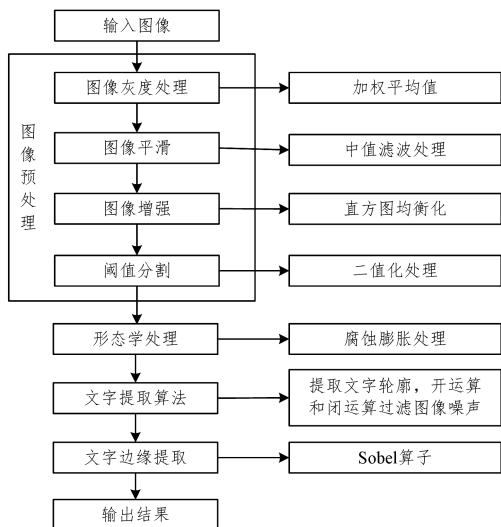 输入图像
图像预处理
图像灰度处理
加权平均值
图像平滑
中值滤波处理
图像增强
直方图均衡化
阈值分割
二值化处理
形态学处理
腐蚀膨胀处理
文字提取算法
提取文字轮廓，开运算
和闭运算过滤图像噪声
文字边缘提取
Sobel算子
输出结果